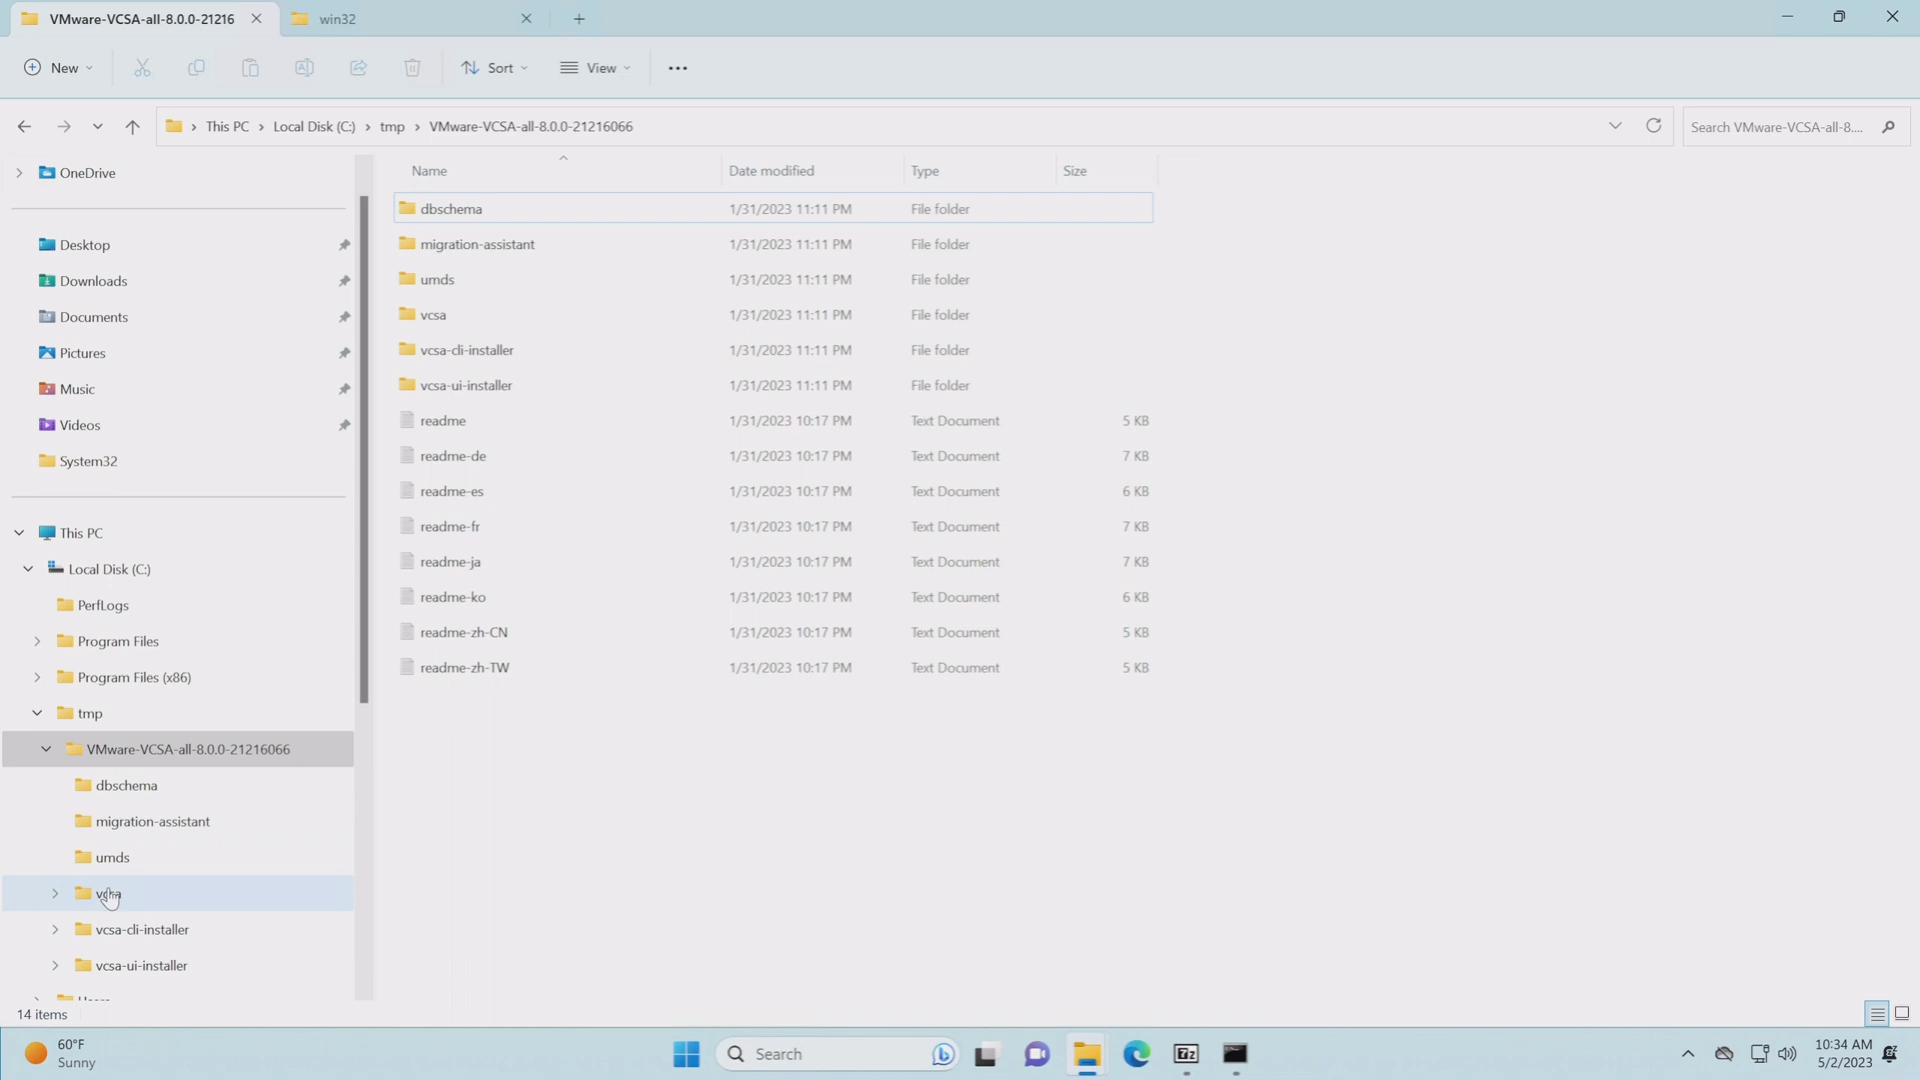 VMware-VCSA-all-8.0.0-21216
win32
New
Sort
View
This PC
Local Disk (C:)
tmp
VMware-VCSA-all-8.0.0-21216066
Search VMware-VCSA-all-8....
OneDrive
Desktop
Downloads
Documents
Pictures
Music
Videos
System32
This PC
Local Disk (C:)
PerfLogs
Program Files
Program Files (x86)
tmp
VMware-VCSA-all-8.0.0-21216066
dbschema
migration-assistant
umds
vcsa-cli-installer
vcsa-ui-installer
Name Date modified Type Size
dbschema 1/31/2023 11:11 PM File folder
migration-assistant 1/31/2023 11:11 PM File folder
umds 1/31/2023 11:11 PM File folder
vcsa 1/31/2023 11:11 PM File folder
vcsa-cli-installer 1/31/2023 11:11 PM File folder
vcsa-ui-installer 1/31/2023 11:11 PM File folder
readme 1/31/2023 10:17 PM Text Document 5 KB
readme-de 1/31/2023 10:17 PM Text Document 7 KB
readme-es 1/31/2023 10:17 PM Text Document 6 KB
readme-fr 1/31/2023 10:17 PM Text Document 7 KB
readme-ja 1/31/2023 10:17 PM Text Document 7 KB
readme-ko 1/31/2023 10:17 PM Text Document 6 KB
readme-zh-CN 1/31/2023 10:17 PM Text Document 5 KB
readme-zh-TW 1/31/2023 10:17 PM Text Document 5 KB
14 items
60°F
Sunny
Search
7z
10:34 AM
5/2/2023